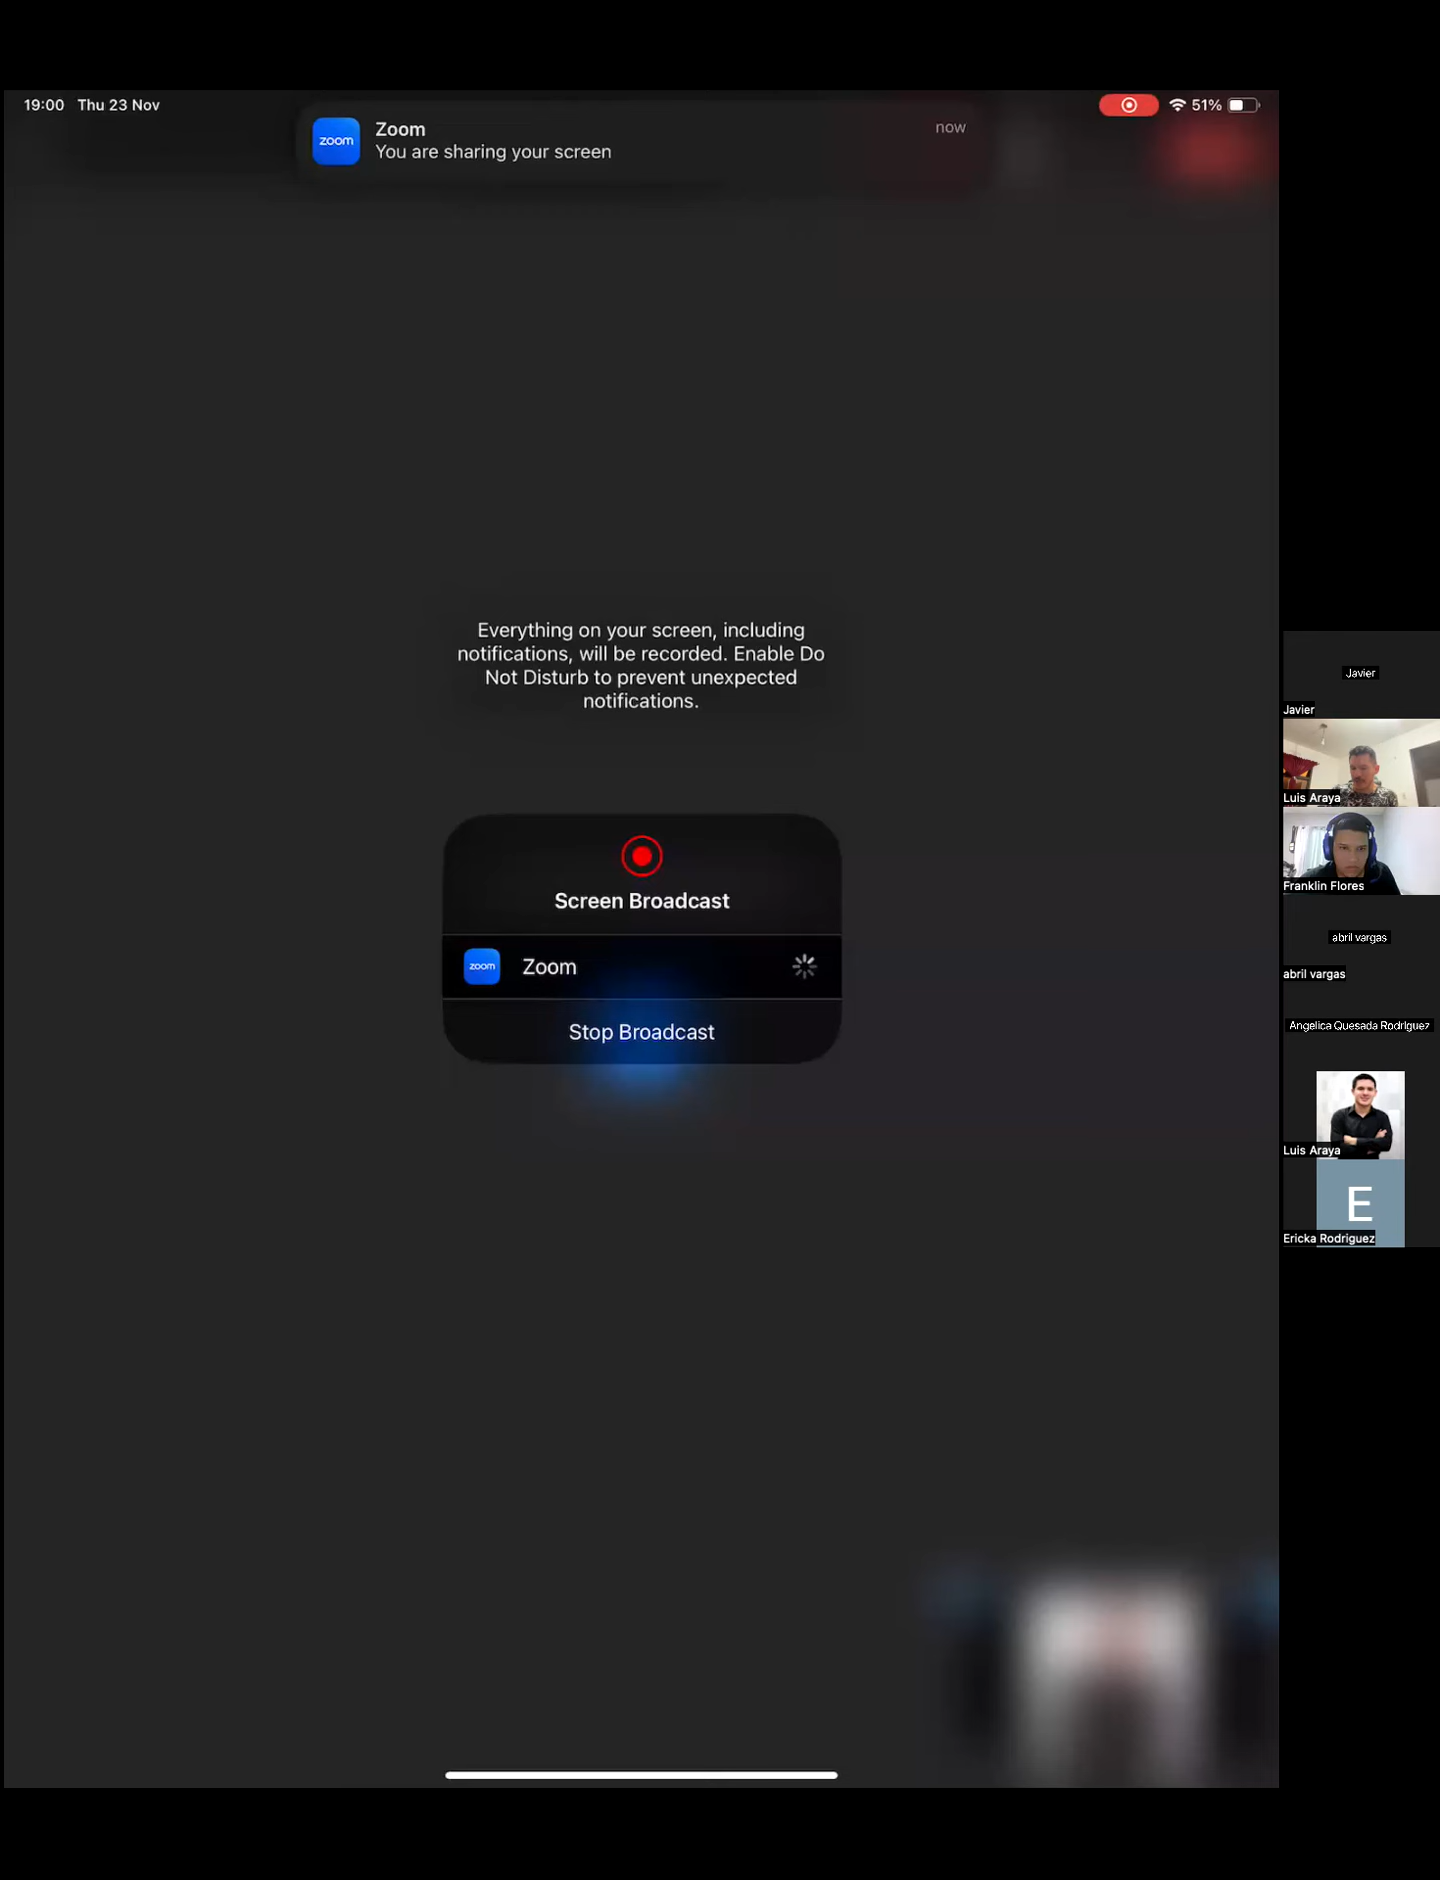 19:00 Thu 23 Nov
51%
zoom
Zoom
now
You are sharing your screen
Everything on your screen, including
notifications, will be recorded. Enable Do
Not Disturb to prevent unexpected
notifications.
Screen Broadcast
zoom
Zoom
Stop Broadcast
Javier
Javier
Luis Araya
Franklin Flores
abril vargas
abril vargas
Angelica Quesada Rodriguez
Luis Araya
E
Ericka Rodriguez